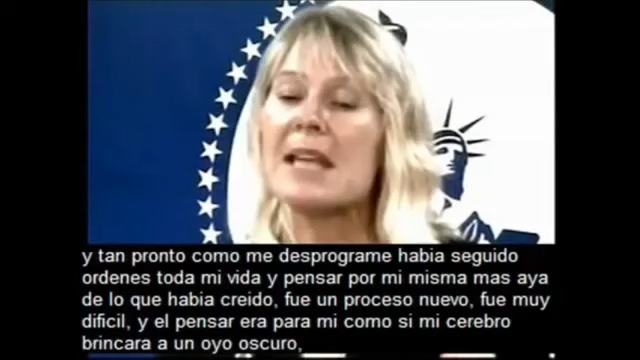 y tan pronto como me desprograme habia seguido
ordenes toda mi vida y pensar por mi misma mas aya
de lo que habia creido, fue un proceso nuevo, fue muy
dificil, y el pensar era para mi como si mi cerebro
brincara a un oyo oscuro,